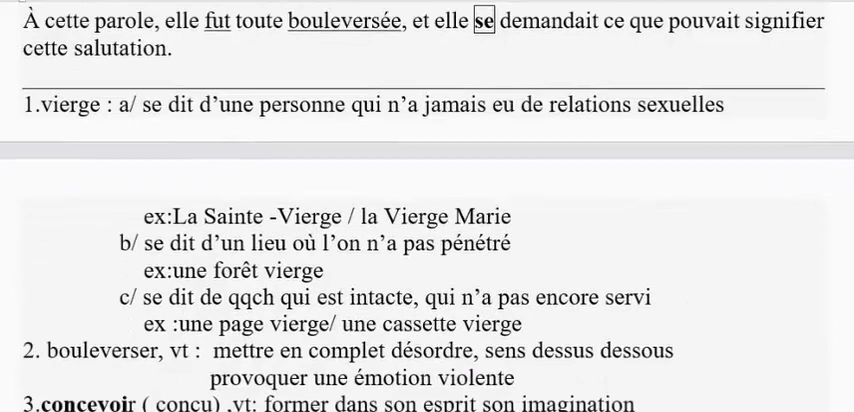 À cette parole, elle fut toute bouleversée, et elle se demandait ce que pouvait signifier
cette salutation.
1.vierge : a/ se dit d’une personne qui n’a jamais eu de relations sexuelles
ex:La Sainte -Vierge / la Vierge Marie
b/ se dit d’un lieu où l’on n’a pas pénétré
ex:une forêt vierge
c/ se dit de qqch qui est intacte, qui n’a pas encore servi
ex :une page vierge/ une cassette vierge
2. bouleverser, vt : mettre en complet désordre, sens dessus dessous
provoquer une émotion violente
3.concevoir ( conçu) ,vt: former dans son esprit son imagination